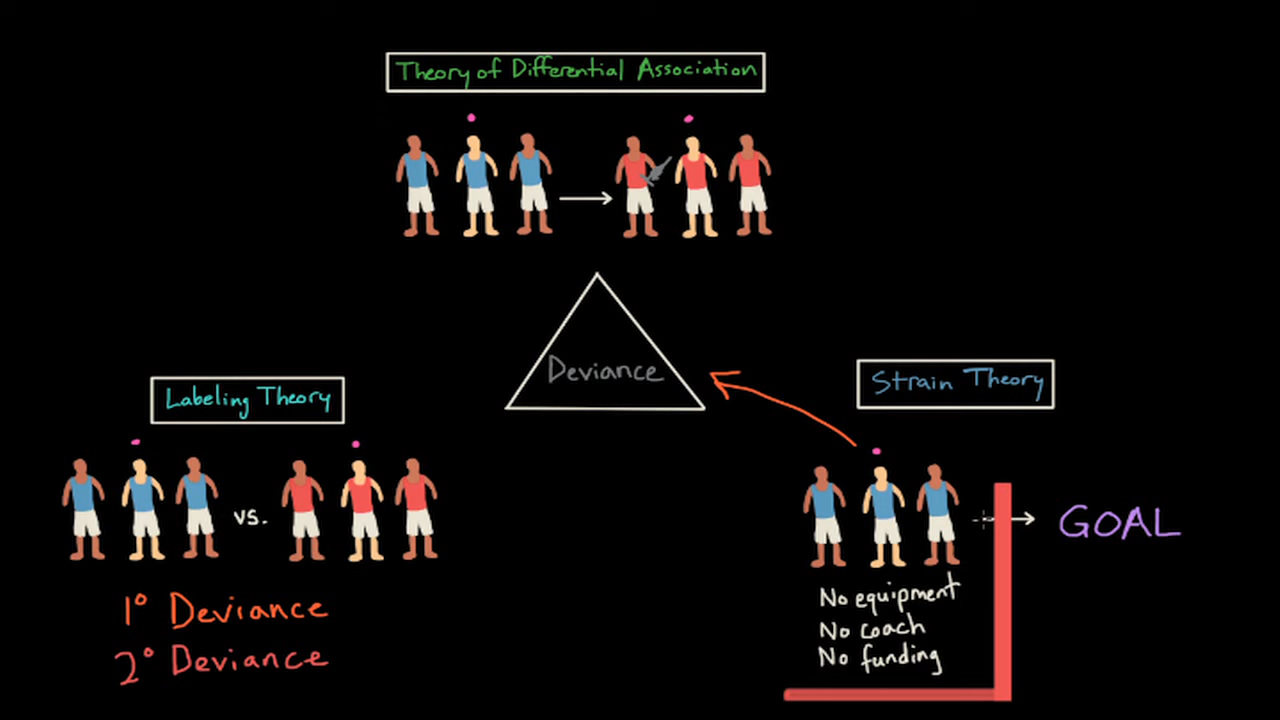 Theory of Differential Association
Deviance
Labeling Theory
vs.
1° Deviance
2° Deviance
Strain Theory
GOAL
No equipment
No coach
No funding